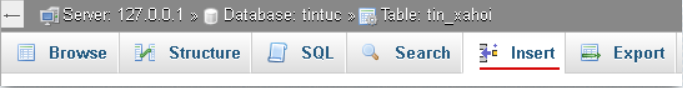 Server: 127.0.0.1 » Database: tintuc » Table: tin_xahoi
Browse Structure SQL Search Insert Export